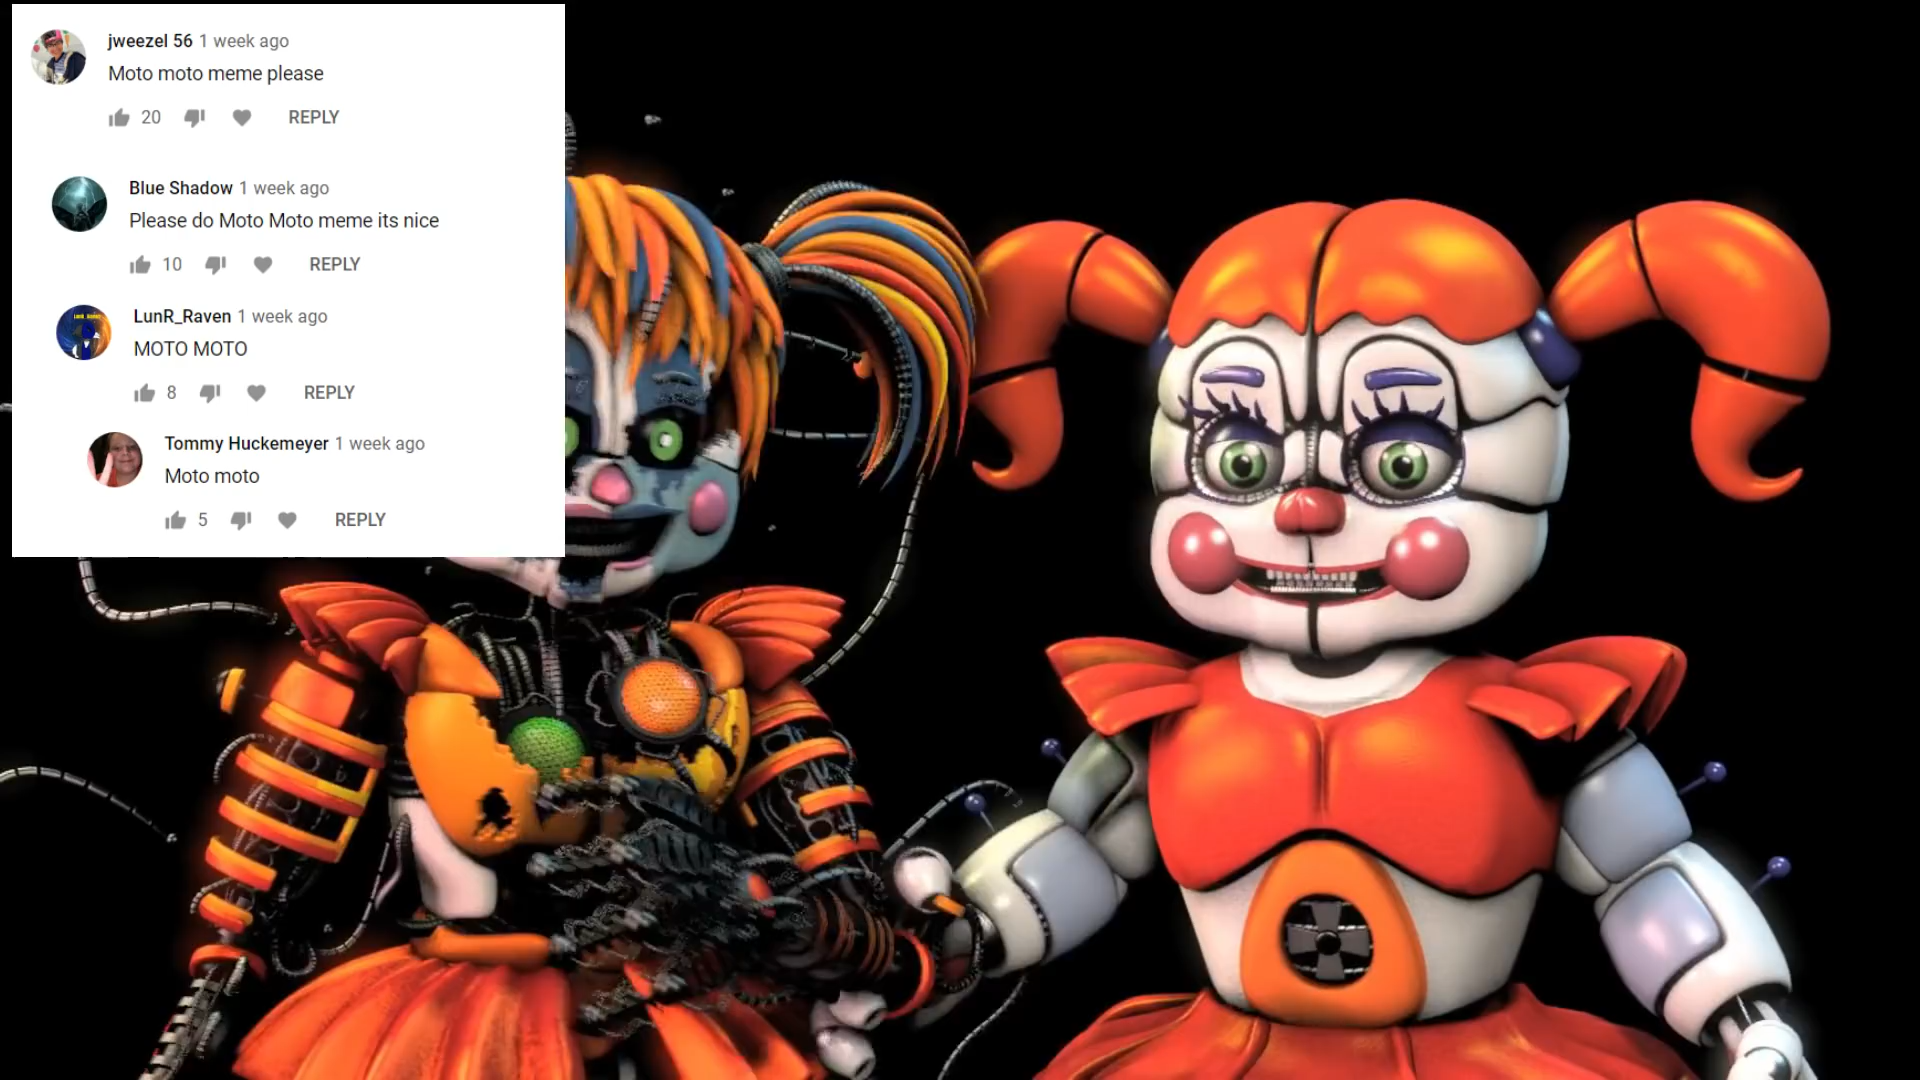 jweezel 56 1 week ago
Moto moto meme please
20 REPLY
Blue Shadow 1 week ago
Please do Moto Moto meme its nice
10 REPLY
LunR_Raven 1 week ago
MOTO MOTO
8 REPLY
Tommy Huckemeyer 1 week ago
Moto moto
5 REPLY